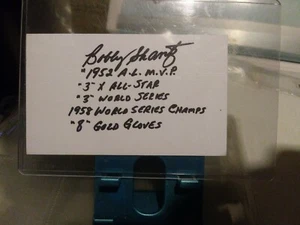 Bobby Shantz
"1952" A.L. M.V.P.
"3" X ALL-STAR
"3" WORLD SERIES
1958 WORLD SERIES CHAMPS
"8" GOLD GLOVES